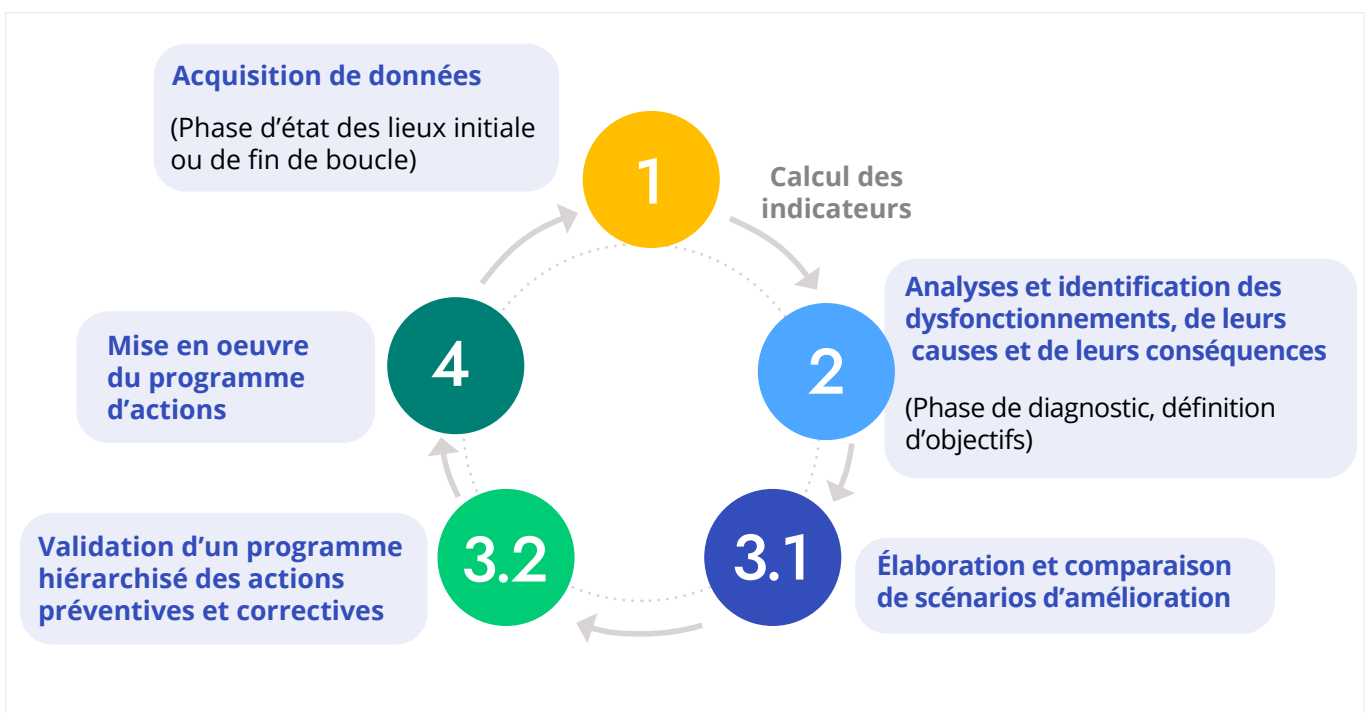 Acquisition de données
(Phase d’état des lieux initiale
ou de fin de boucle)
1
Calcul des
indicateurs
2
Analyses et identification des
dysfonctionnements, de leurs
causes et de leurs conséquences
(Phase de diagnostic, définition
d’objectifs)
3.1
Élaboration et comparaison
de scénarios d’amélioration
3.2
Validation d’un programme
hiérarchisé des actions
préventives et correctives
4
Mise en oeuvre
du programme
d’actions